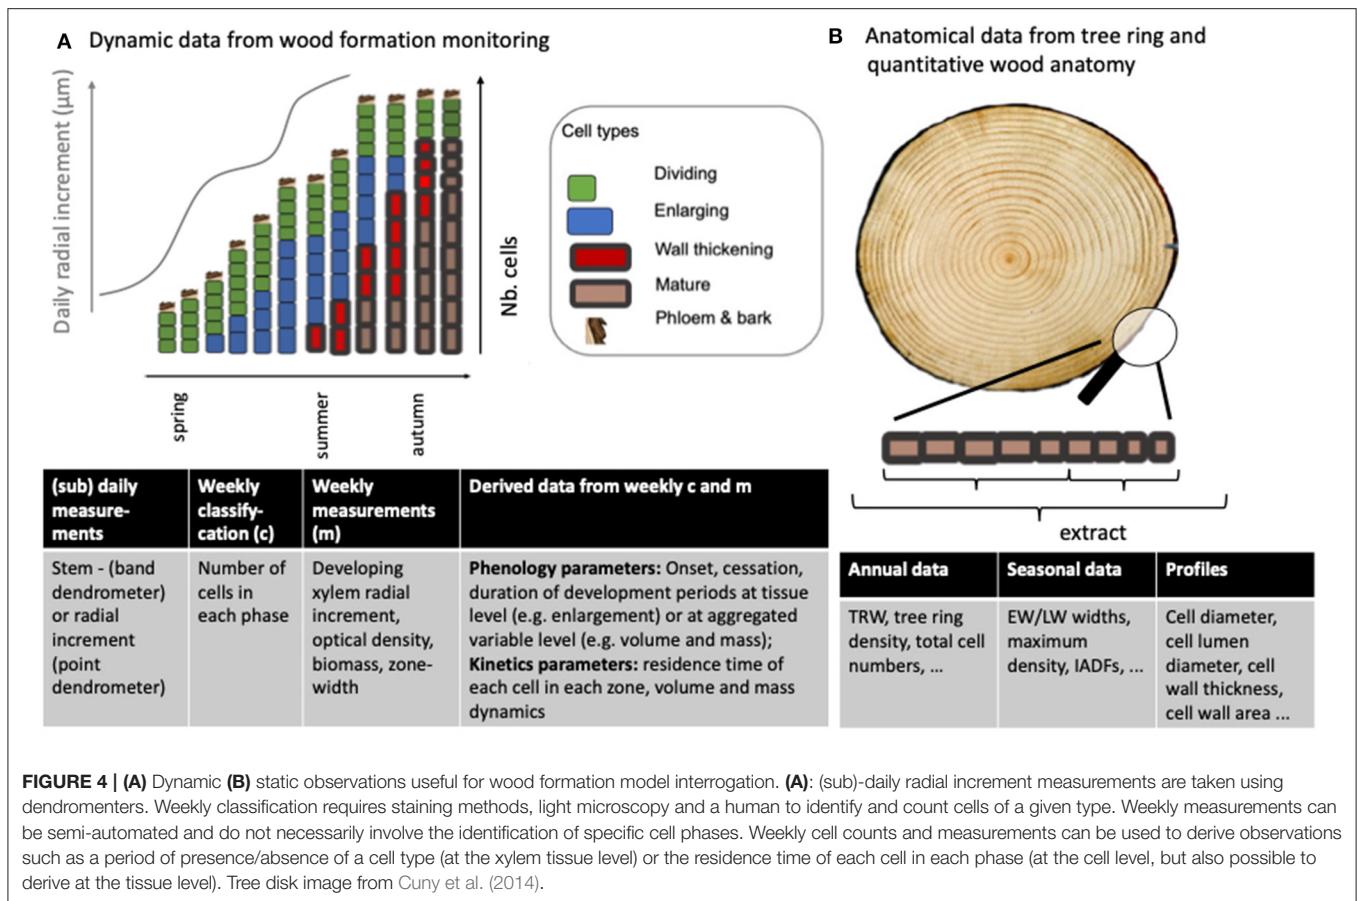 A Dynamic data from wood formation monitoring
Daily radial increment (µm)
Nb. cells
spring
summer
autumn
Cell types
Dividing
Enlarging
Wall thickening
Mature
Phloem & bark
B Anatomical data from tree ring and
quantitative wood anatomy
extract
(sub) daily
measure-
ments
Weekly
classify-
cation (c)
Weekly
measurements
(m)
Derived data from weekly c and m
Stem - (band
dendrometer)
or radial
increment
(point
dendrometer)
Number of
cells in
each phase
Developing
xylem radial
increment,
optical density,
biomass, zone-
width
Phenology parameters: Onset, cessation,
duration of development periods at tissue
level (e.g. enlargement) or at aggregated
variable level (e.g. volume and mass);
Kinetics parameters: residence time of
each cell in each zone, volume and mass
dynamics
Annual data
Seasonal data
Profiles
TRW, tree ring
density, total cell
numbers, ...
EW/LW widths,
maximum
density, IADFs, ...
Cell diameter,
cell lumen
diameter, cell
wall thickness,
cell wall area ...
FIGURE 4 | (A) Dynamic (B) static observations useful for wood formation model interrogation. (A): (sub)-daily radial increment measurements are taken using
dendromenters. Weekly classification requires staining methods, light microscopy and a human to identify and count cells of a given type. Weekly measurements can
be semi-automated and do not necessarily involve the identification of specific cell phases. Weekly cell counts and measurements can be used to derive observations
such as a period of presence/absence of a cell type (at the xylem tissue level) or the residence time of each cell in each phase (at the cell level, but also possible to
derive at the tissue level). Tree disk image from Cuny et al. (2014).